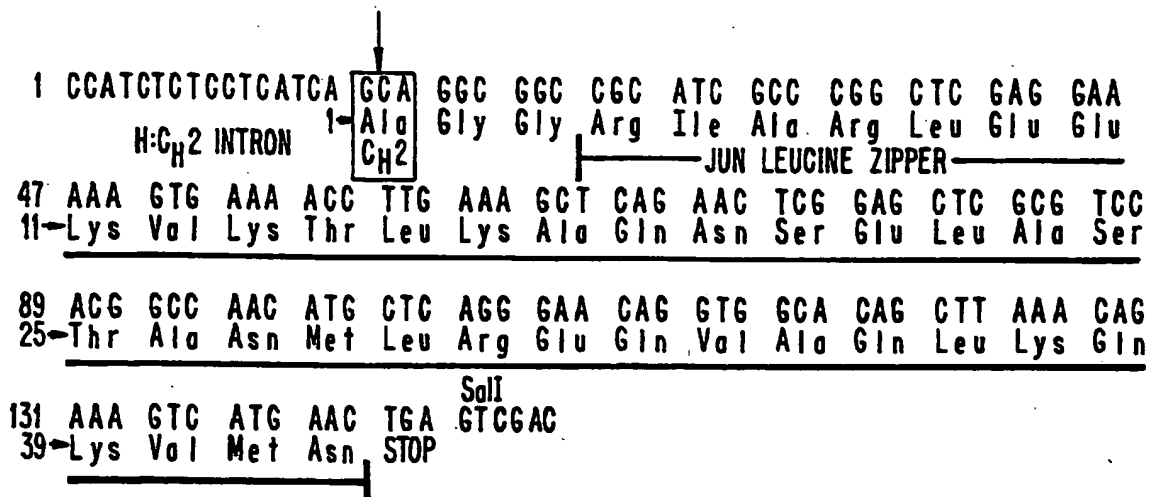 1 CCATCTCTCCTCATCA GCA GGC GGC CGC ATC GCC CGG CTC GAG GAA
1 Ala Gly Gly Arg Ile Ala Arg Leu Glu Glu
H:CH2 INTRON CH2 JUN LEUCINE ZIPPER
47 AAA GTG AAA ACC TTG AAA GCT CAG AAC TCG GAG CTC GCG TCC
11 Lys Val Lys Thr Leu Lys Ala Gln Asn Ser Glu Leu Ala Ser
89 ACG GCC AAC ATG CTC AGG GAA CAG GTG GCA CAG CTT AAA CAG
25 Thr Ala Asn Met Leu Arg Glu Gln Val Ala Gln Leu Lys Gln
SalI
131 AAA GTC ATG AAC TGA GTCGAC
39 Lys Val Met Asn STOP